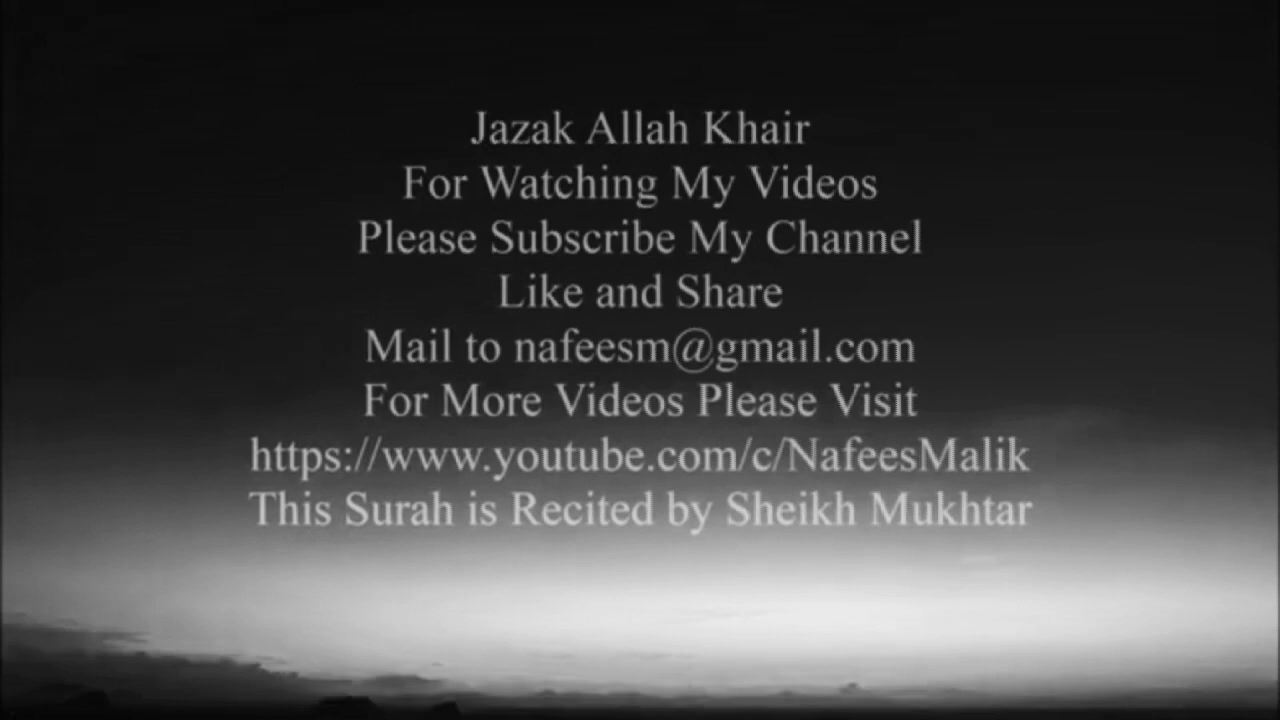 Jazak Allah Khair
For Watching My Videos
Please Subscribe My Channel
Like and Share
Mail to nafeesm@gmail.com
For More Videos Please Visit
https://www.youtube.com/c/NafeesMalik
This Surah is Recited by Sheikh Mukhtar